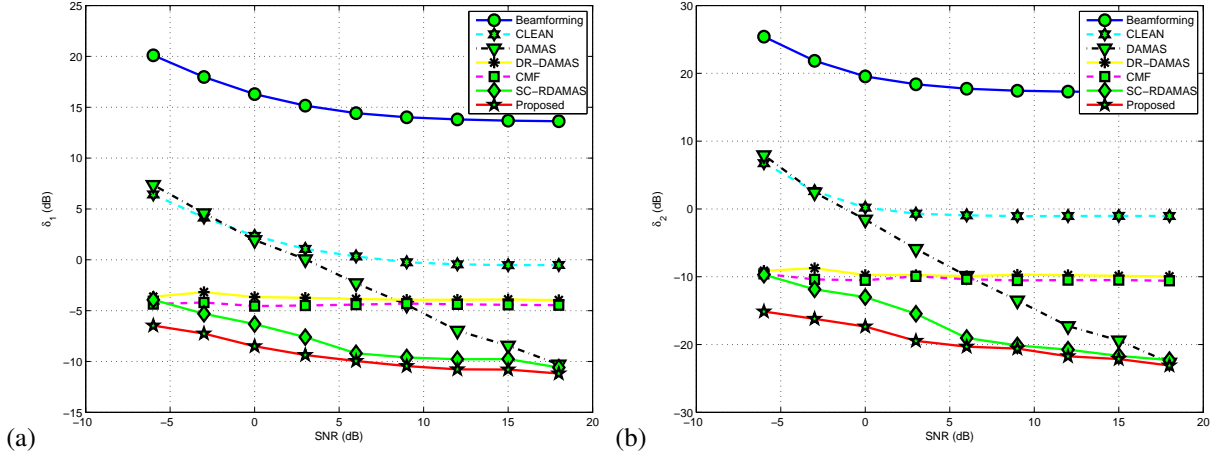 25
20
15
10
5
0
−5
−10
−15
−10
−5
0
5
10
15
20
SNR (dB)
δ1 (dB)
Beamforming
CLEAN
DAMAS
DR−DAMAS
CMF
SC−RDAMAS
Proposed
(a)
30
20
10
0
−10
−20
−30
−10
−5
0
5
10
15
20
SNR (dB)
δ2 (dB)
Beamforming
CLEAN
DAMAS
DR−DAMAS
CMF
SC−RDAMAS
Proposed
(b)